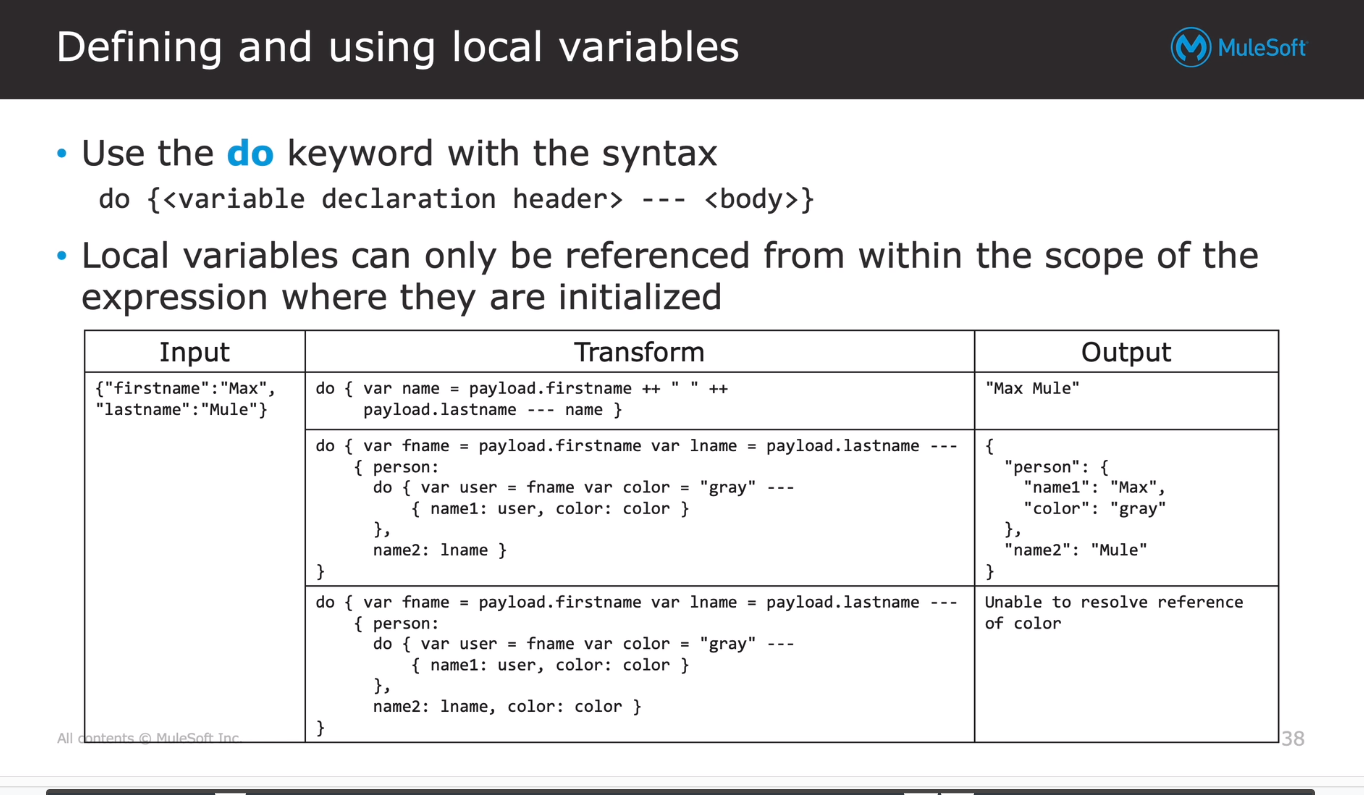 Defining and using local variables
MuleSoft
• Use the do keyword with the syntax
do {<variable declaration header> --- <body>}
• Local variables can only be referenced from within the scope of the
expression where they are initialized
Input
Transform
Output
{"firstname":"Max",
"lastname":"Mule"}
do { var name = payload.firstname ++ " " ++
payload.lastname --- name }
"Max Mule"
do { var fname = payload.firstname var lname = payload.lastname ---
{ person:
do { var user = fname var color = "gray" ---
{ name1: user, color: color }
},
name2: lname }
}
{
"person": {
"name1": "Max",
"color": "gray"
},
"name2": "Mule"
}
do { var fname = payload.firstname var lname = payload.lastname ---
{ person:
do { var user = fname var color = "gray" ---
{ name1: user, color: color }
},
name2: lname, color: color }
}
Unable to resolve reference
of color
All contents © MuleSoft Inc.
38